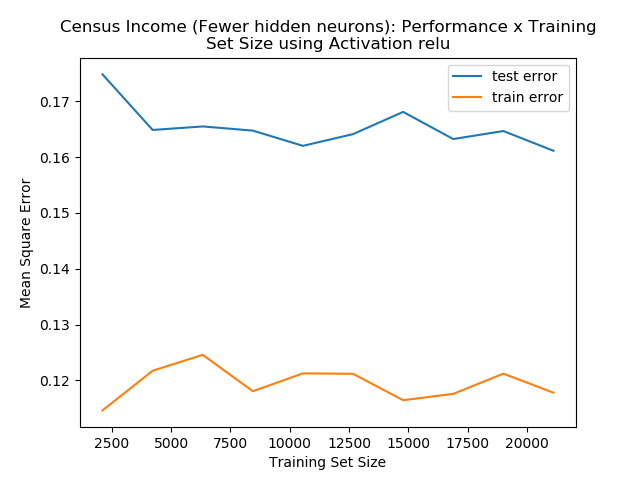 Census Income (Fewer hidden neurons): Performance x Training
Set Size using Activation relu
test error
train error
Mean Square Error
0.17
0.16
0.15
0.14
0.13
0.12
2500
5000
7500
10000
12500
15000
17500
20000
Training Set Size